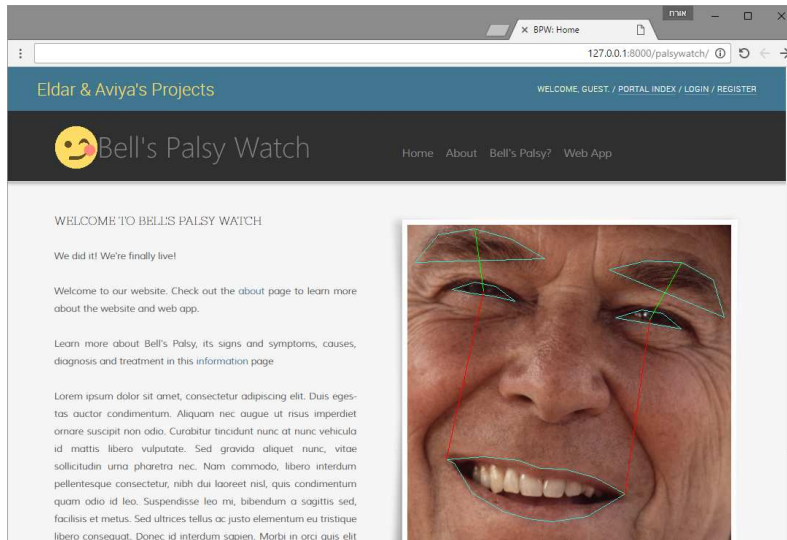 אורח
BPW: Home
127.0.0.1:8000/palsywatch/
Eldar & Aviya's Projects
WELCOME, GUEST. / PORTAL INDEX / LOGIN / REGISTER
Bell's Palsy Watch
Home About Bell's Palsy? Web App
WELCOME TO BELL'S PALSY WATCH
We did it! We're finally live!
Welcome to our website. Check out the about page to learn more
about the website and web app.
Learn more about Bell's Palsy, its signs and symptoms, causes,
diagnosis and treatment in this information page
Lorem ipsum dolor sit amet, consectetur adipiscing elit. Duis eges-
tas auctor condimentum. Aliquam nec augue ut risus imperdiet
ornare suscipit non odio. Curabitur tincidunt nunc at nunc vehicula
id mattis libero vulputate. Sed gravida aliquet nunc, vitae
sollicitudin urna pharetra nec. Nam commodo, libero interdum
pellentesque consectetur, nibh dui laoreet nisl, quis condimentum
quam odio id leo. Suspendisse leo mi, bibendum a sagittis sed,
facilisis et metus. Sed ultrices tellus ac justo elementum eu tristique
libero consequat. Donec id interdum sapien. Morbi in orci quis elit